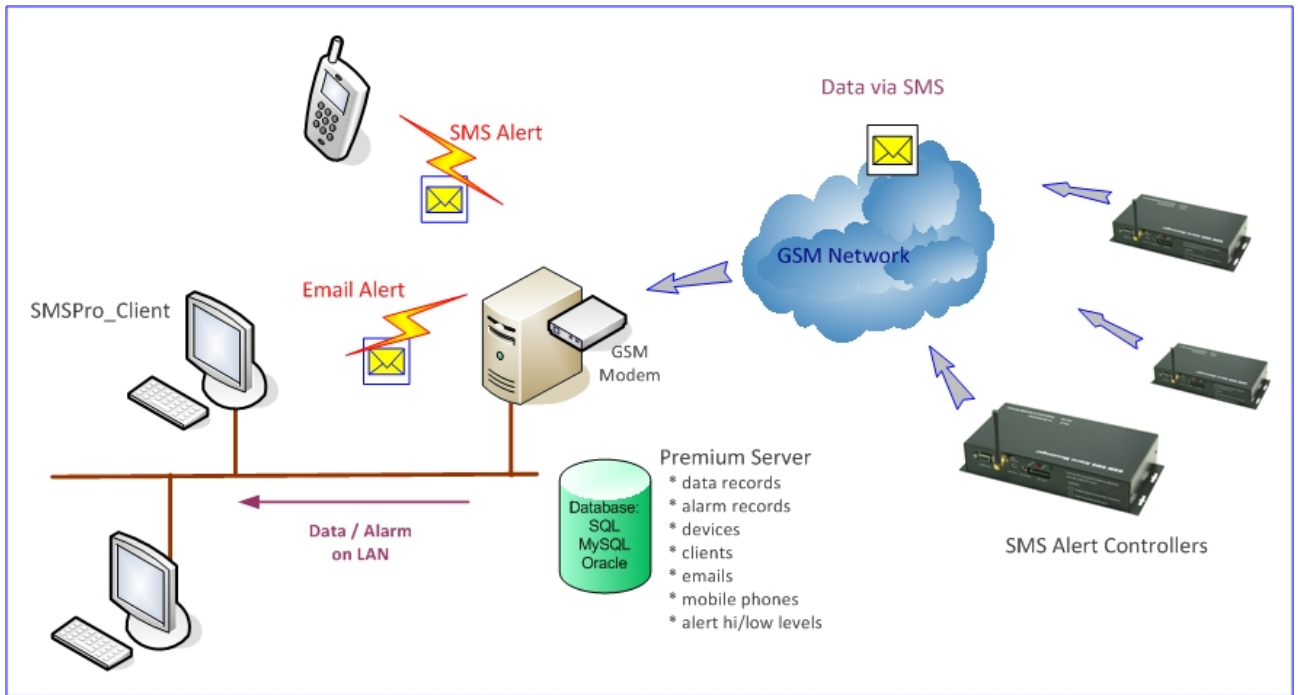 Data via SMS
SMS Alert
GSM Network
Email Alert
SMSPro_Client
GSM
Modem
Premium Server
* data records
* alarm records
* devices
* clients
* emails
* mobile phones
* alert hi/low levels
Database:
SQL
MySQL
Oracle
Data / Alarm
on LAN
SMS Alert Controllers